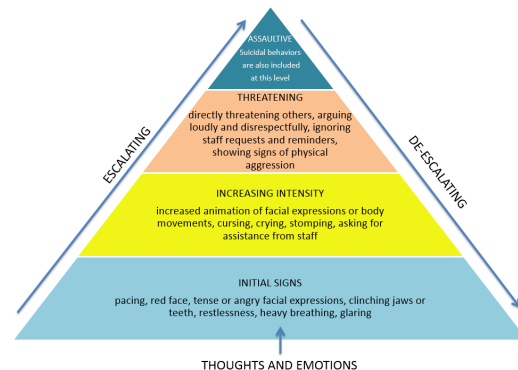 ASSAULTIVE
Suicidal behaviors
are also included
at this level
THREATENING
directly threatening others, arguing
loudly and disrespectfully, ignoring
staff requests and reminders,
showing signs of physical
aggression
ESCALATING
DE-ESCALATING
INCREASING INTENSITY
increased animation of facial expressions or body
movements, cursing, crying, stomping, asking for
assistance from staff
INITIAL SIGNS
pacing, red face, tense or angry facial expressions, clinching jaws or
teeth, restlessness, heavy breathing, glaring
THOUGHTS AND EMOTIONS